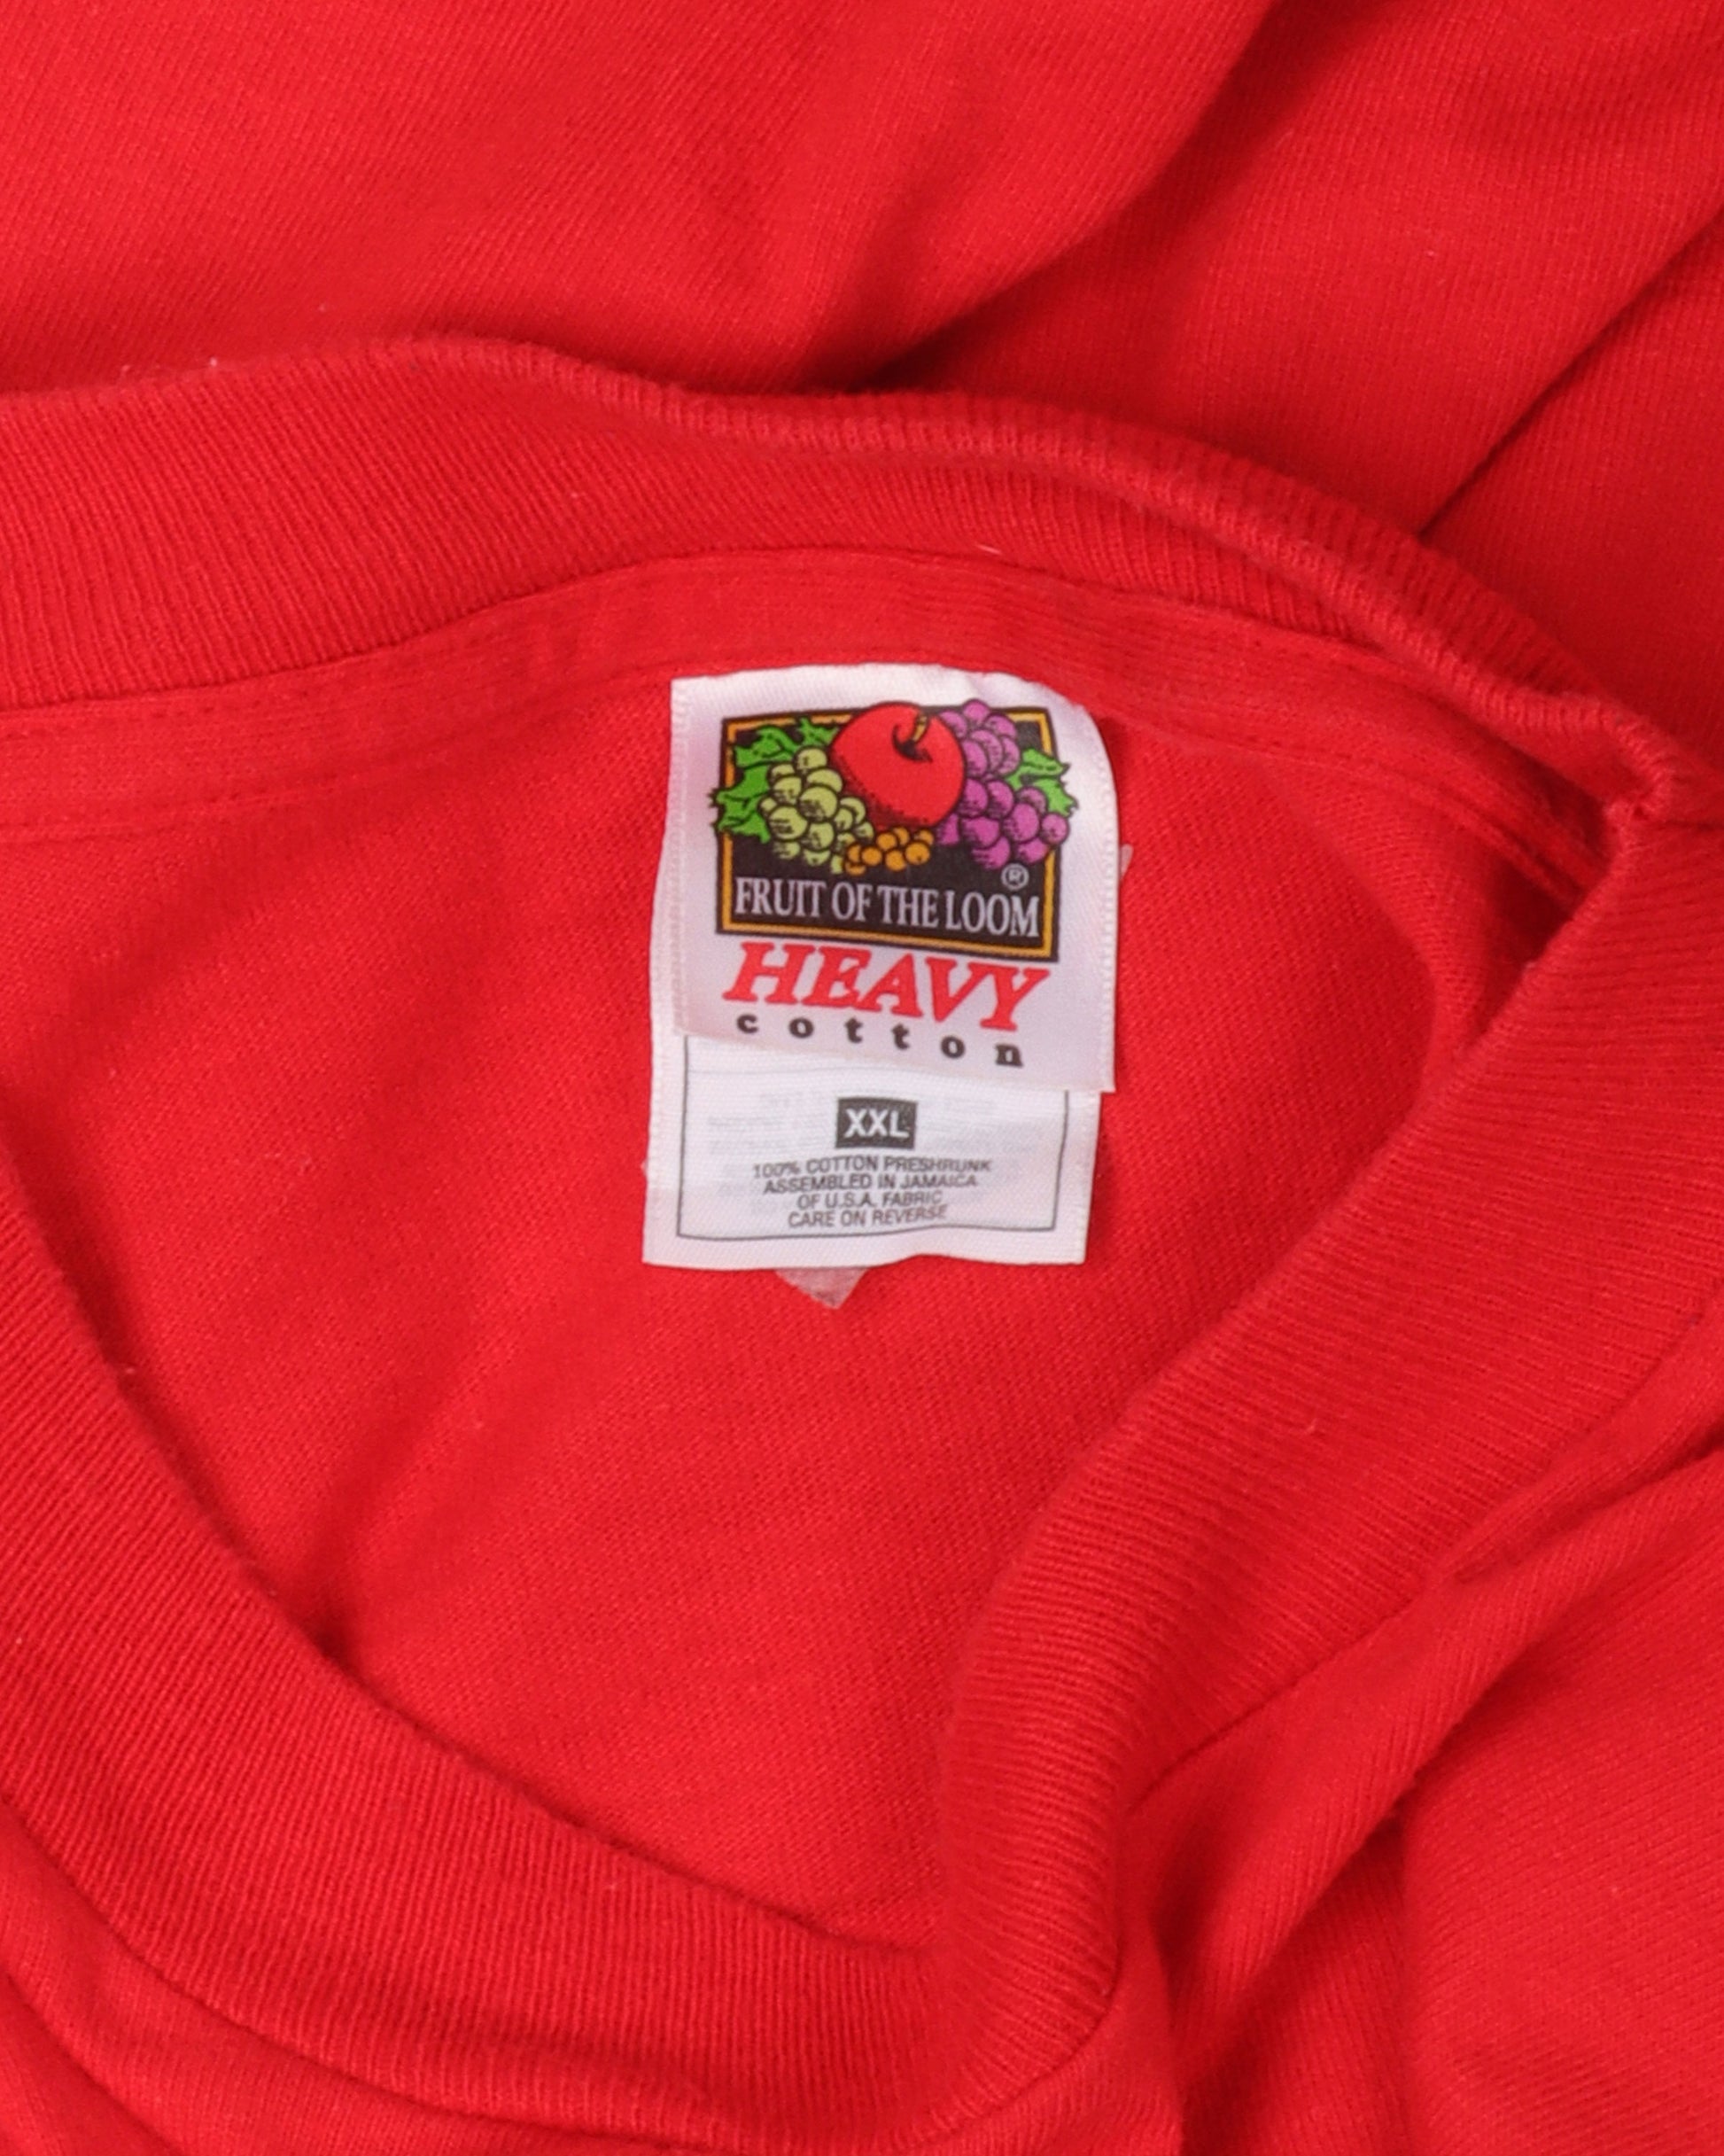 ®
FRUIT OF THE LOOM
HEAVY
cotton
XXL
100% COTTON PRESHRUNK
ASSEMBLED IN JAMAICA
OF U.S.A. FABRIC
CARE ON REVERSE